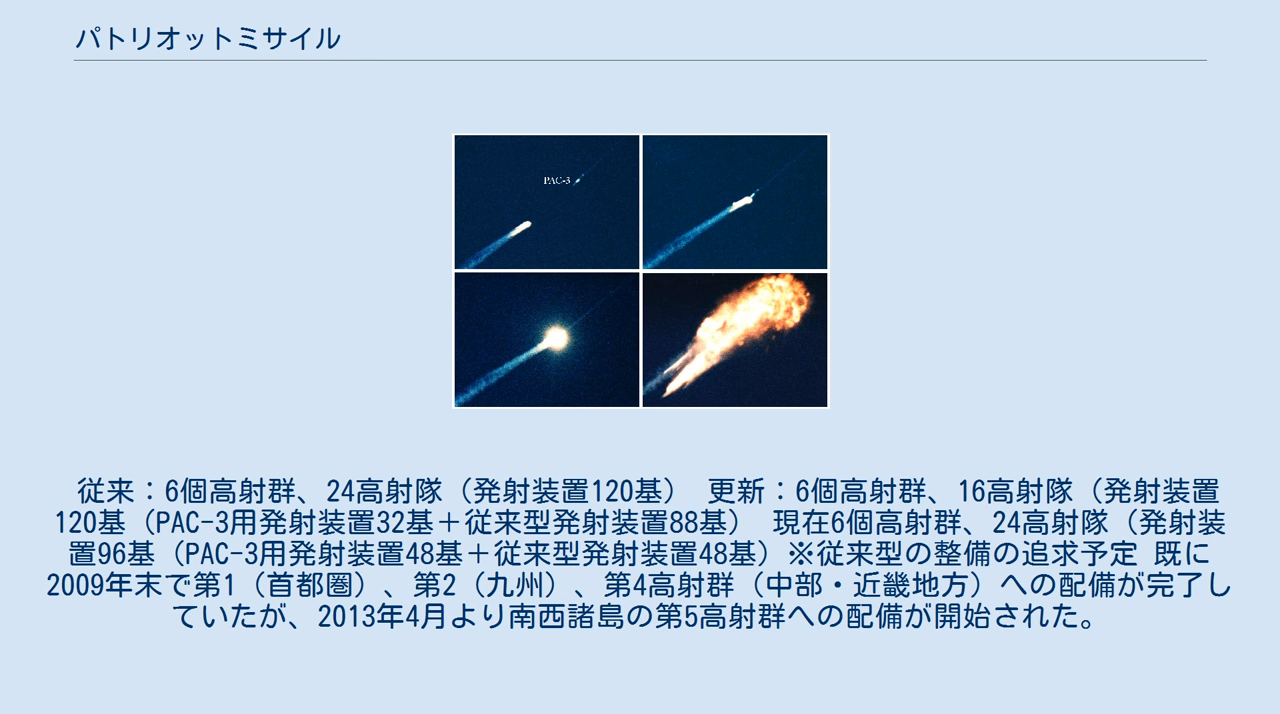 パトリオットミサイル
PAC-3
従来：6個高射群、24高射隊（発射装置120基） 更新：6個高射群、16高射隊（発射装置
120基（PAC-3用発射装置32基＋従来型発射装置88基） 現在6個高射群、24高射隊（発射装
置96基（PAC-3用発射装置48基＋従来型発射装置48基）※従来型の整備の追求予定 既に
2009年末で第1（首都圏）、第2（九州）、第4高射群（中部・近畿地方）への配備が完了し
ていたが、2013年4月より南西諸島の第5高射群への配備が開始された。